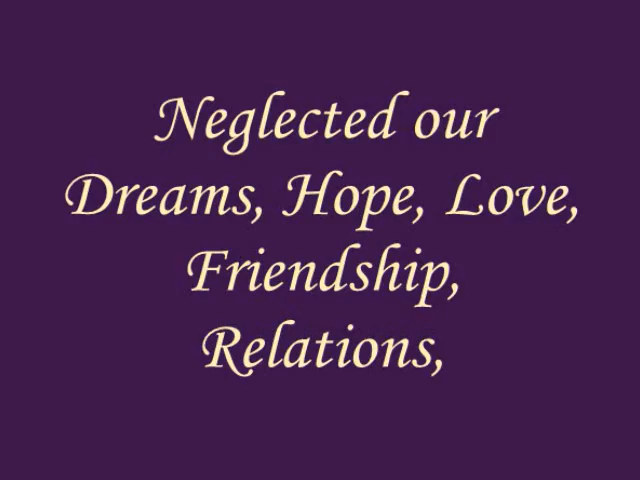 Neglected our
Dreams, Hope, Love,
Friendship,
Relations,